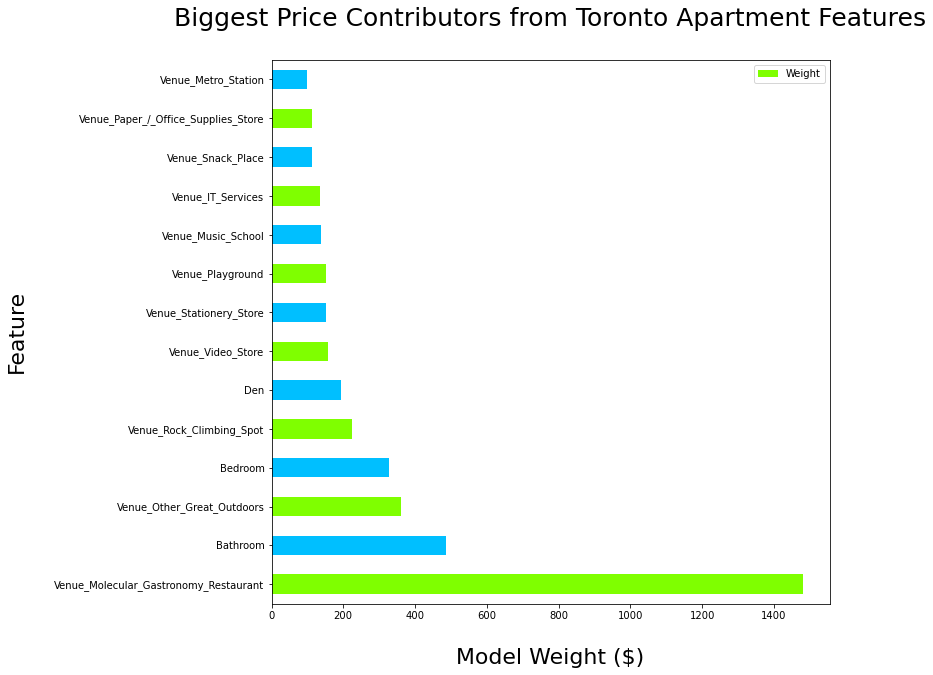 Biggest Price Contributors from Toronto Apartment Features
Weight
Feature
Venue_Metro_Station
Venue_Paper_/_Office_Supplies_Store
Venue_Snack_Place
Venue_IT_Services
Venue_Music_School
Venue_Playground
Venue_Stationery_Store
Venue_Video_Store
Den
Venue_Rock_Climbing_Spot
Bedroom
Venue_Other_Great_Outdoors
Bathroom
Venue_Molecular_Gastronomy_Restaurant
0 200 400 600 800 1000 1200 1400
Model Weight ($)